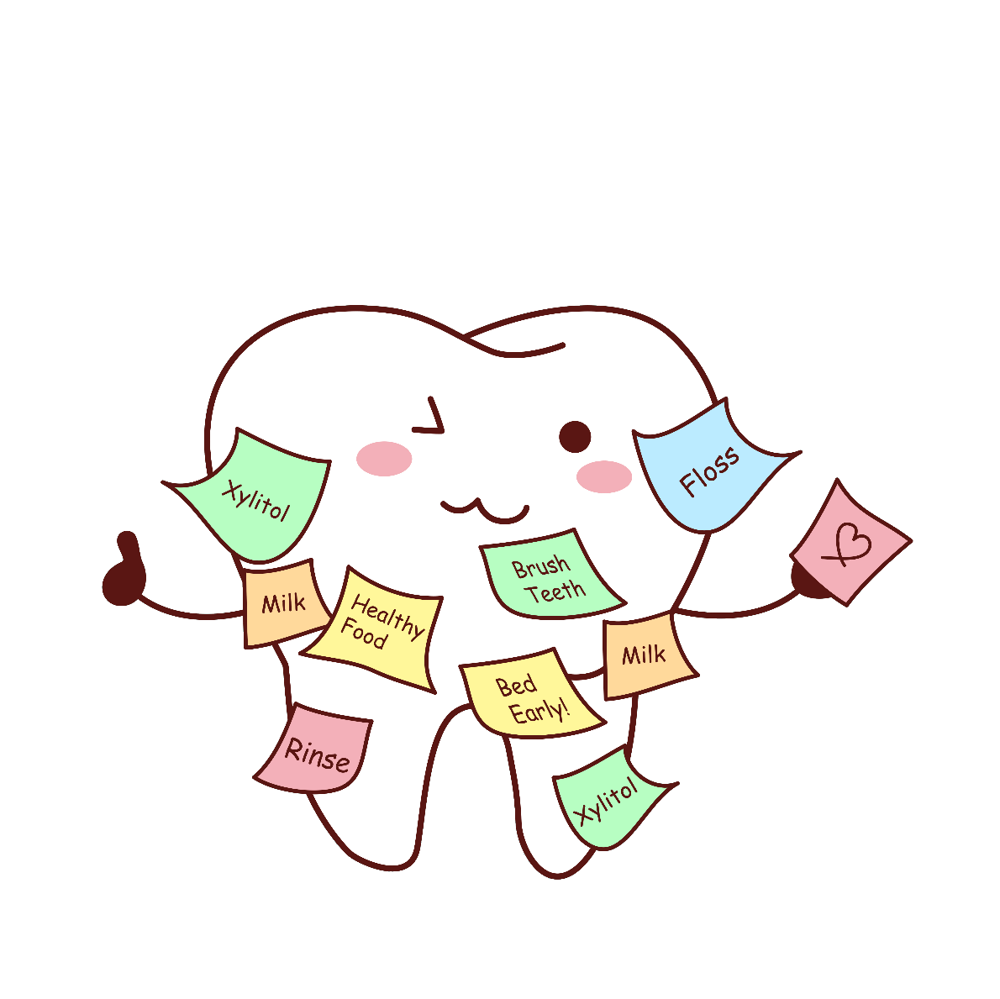 Xylitol
Floss
Brush
Teeth
Milk
Healthy
Food
Milk
Bed
Early!
Rinse
Xylitol